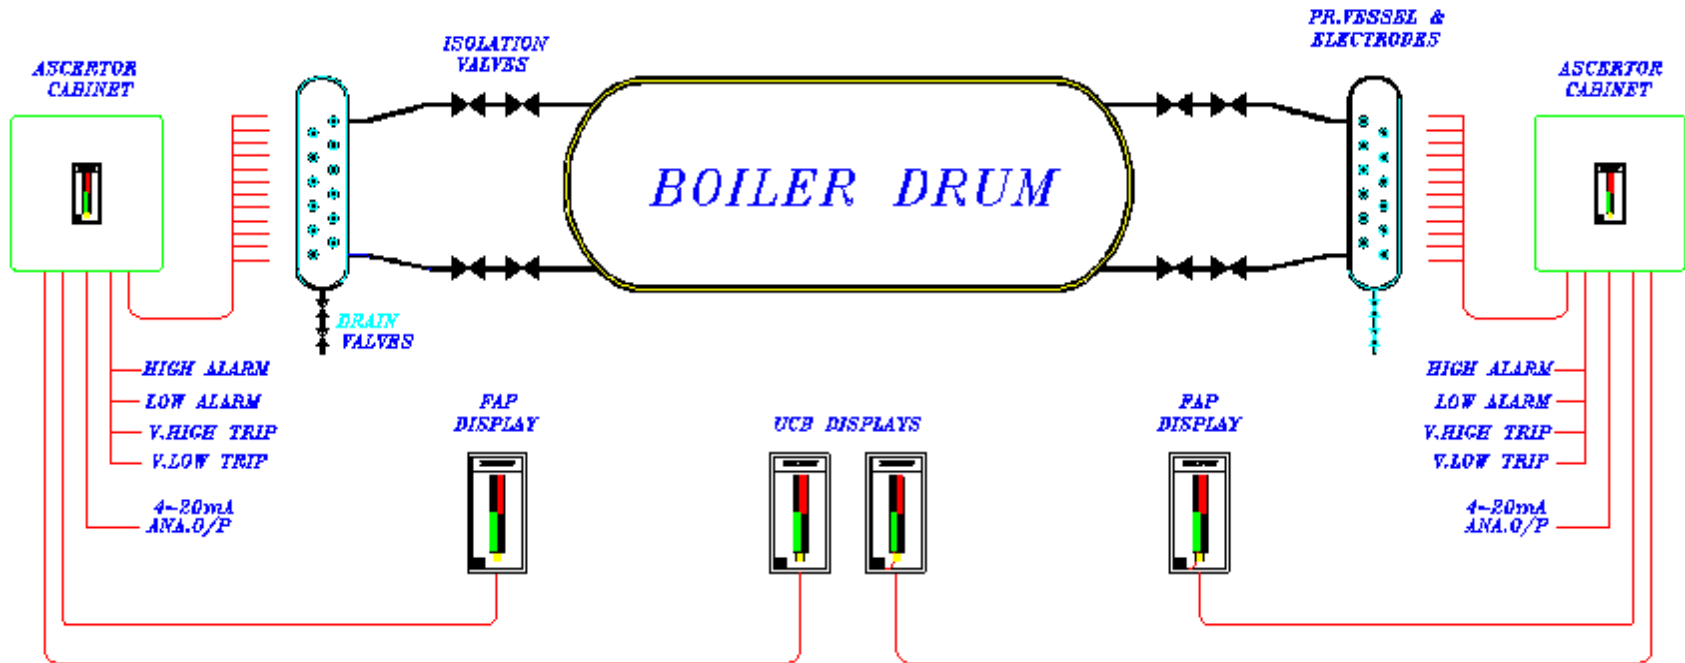 PR.VESSEL &
ELECTRODES
ISOLATION
VALVES
ASCERTOR
CABINET
ASCERTOR
CABINET
BOILER DRUM
DRAIN
VALVES
HIGH ALARM
LOW ALARM
V.HIGH TRIP
V.LOW TRIP
4-20mA
ANA.O/P
FAP
DISPLAY
UCB DISPLAYS
FAP
DISPLAY
HIGH ALARM
LOW ALARM
V.HIGH TRIP
V.LOW TRIP
4-20mA
ANA.O/P